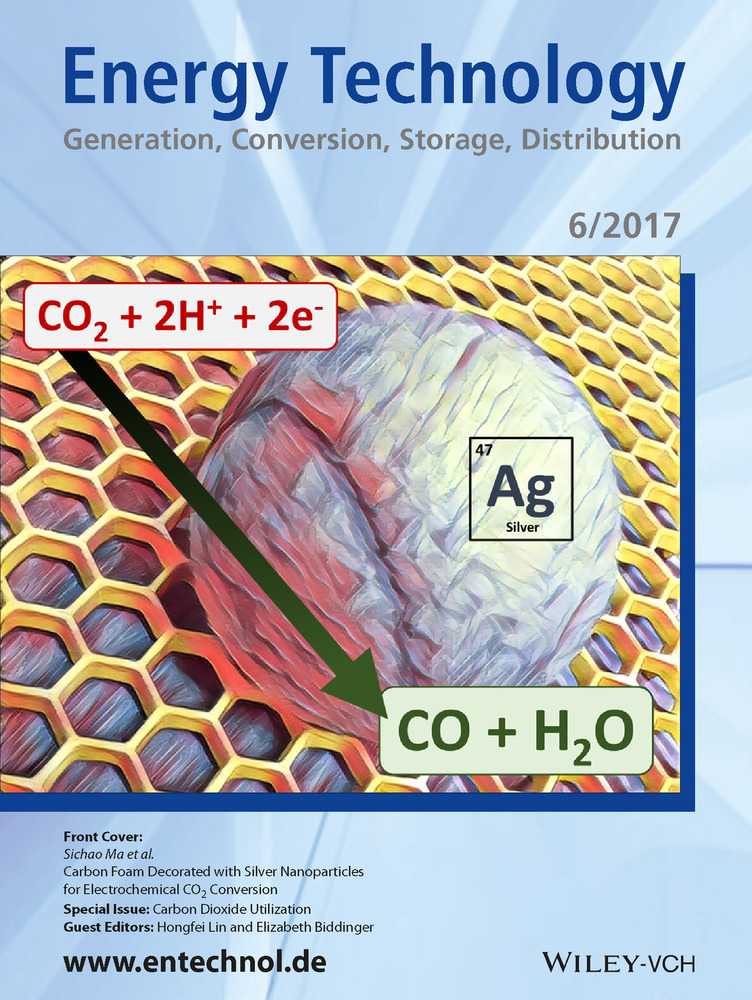 Energy Technology
Generation, Conversion, Storage, Distribution
6/2017
CO₂ + 2H⁺ + 2e⁻
47
Ag
Silver
CO + H₂O
Front Cover:
Sichao Ma et al.
Carbon Foam Decorated with Silver Nanoparticles
for Electrochemical CO₂ Conversion
Special Issue: Carbon Dioxide Utilization
Guest Editors: Hongfei Lin and Elizabeth Biddinger
www.entechnol.de
WILEY-VCH